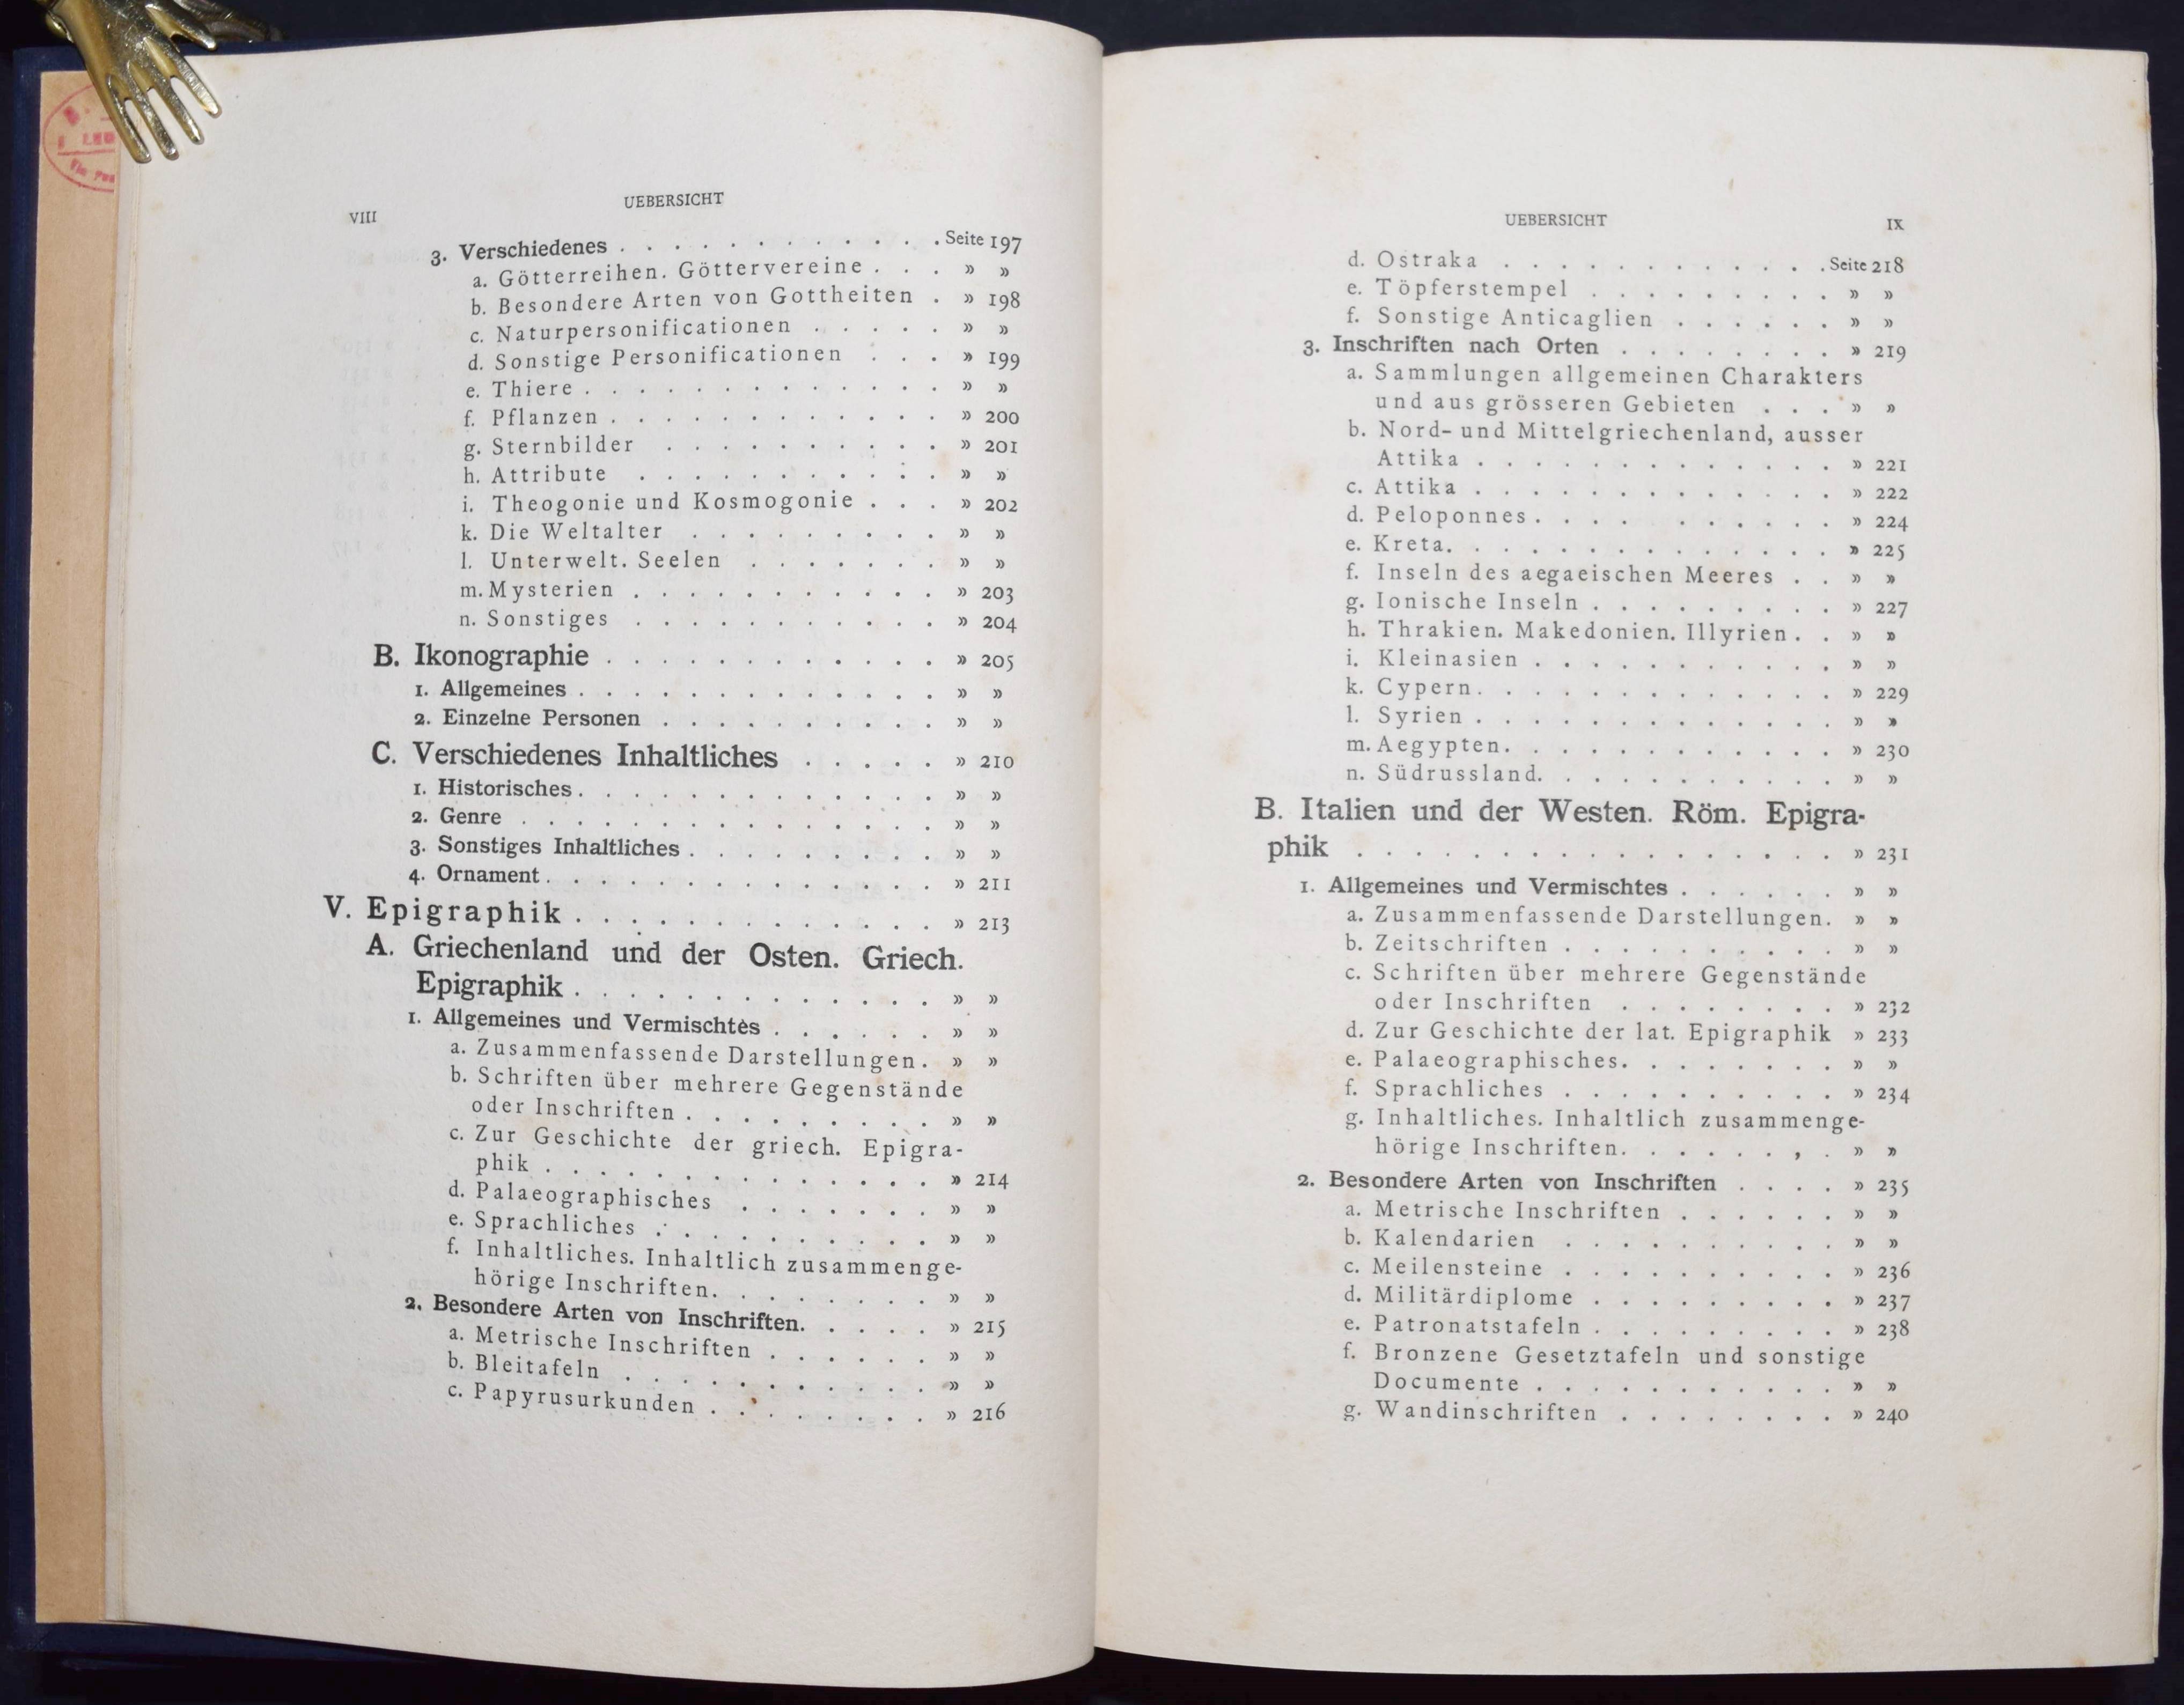 VIII
UEBERSICHT
3. Verschiedenes . . . . . . . . . . . . Seite 197
a. Götterreihen. Göttervereine . . . » »
b. Besondere Arten von Gottheiten . » 198
c. Naturpersonificationen . . . . . » »
d. Sonstige Personificationen . . . » 199
e. Thiere . . . . . . . . . . . . . » »
f. Pflanzen . . . . . . . . . . . . » 200
g. Sternbilder . . . . . . . . . . » 201
h. Attribute . . . . . . . . . . . » »
i. Theogonie und Kosmogonie . . . » 202
k. Die Weltalter . . . . . . . . . » »
l. Unterwelt. Seelen . . . . . . . » »
m. Mysterien . . . . . . . . . . . » 203
n. Sonstiges . . . . . . . . . . . » 204
B. Ikonographie . . . . . . . . . . . . » 205
1. Allgemeines . . . . . . . . . . . . . » »
2. Einzelne Personen . . . . . . . . . . » »
C. Verschiedenes Inhaltliches . . . . . » 210
1. Historisches . . . . . . . . . . . . . » »
2. Genre . . . . . . . . . . . . . . . » »
3. Sonstiges Inhaltliches . . . . . . . . . » »
4. Ornament . . . . . . . . . . . . . . » 211
V. Epigraphik . . . . . . . . . . . . . » 213
A. Griechenland und der Osten. Griech.
Epigraphik . . . . . . . . . . . . . » »
1. Allgemeines und Vermischtes . . . . . . » »
a. Zusammenfassende Darstellungen. » »
b. Schriften über mehrere Gegenstände
oder Inschriften . . . . . . . . . » »
c. Zur Geschichte der griech. Epigra-
phik . . . . . . . . . . . . . . » 214
d. Palaeographisches . . . . . . . » »
e. Sprachliches . . . . . . . . . . » »
f. Inhaltliches. Inhaltlich zusammenge-
hörige Inschriften. . . . . . . . . » »
2. Besondere Arten von Inschriften. . . . . » 215
a. Metrische Inschriften . . . . . . » »
b. Bleitafeln . . . . . . . . . . . » »
c. Papyrusurkunden . . . . . . . . » 216
UEBERSICHT
IX
d. Ostraka . . . . . . . . . . . . Seite 218
e. Töpferstempel . . . . . . . . . » »
f. Sonstige Anticaglien . . . . . . » »
3. Inschriften nach Orten . . . . . . . . » 219
a. Sammlungen allgemeinen Charakters
und aus grösseren Gebieten . . . » »
b. Nord- und Mittelgriechenland, ausser
Attika . . . . . . . . . . . . . » 221
c. Attika . . . . . . . . . . . . . » 222
d. Peloponnes . . . . . . . . . . . » 224
e. Kreta. . . . . . . . . . . . . . » 225
f. Inseln des aegaeischen Meeres . . » »
g. Ionische Inseln . . . . . . . . . » 227
h. Thrakien. Makedonien. Illyrien . . » »
i. Kleinasien . . . . . . . . . . . » »
k. Cypern . . . . . . . . . . . . . » 229
l. Syrien . . . . . . . . . . . . . » »
m. Aegypten. . . . . . . . . . . . » 230
n. Südrussland. . . . . . . . . . . » »
B. Italien und der Westen. Röm. Epigra-
phik . . . . . . . . . . . . . . . . . » 231
1. Allgemeines und Vermischtes . . . . . . » »
a. Zusammenfassende Darstellungen. » »
b. Zeitschriften . . . . . . . . . . » »
c. Schriften über mehrere Gegenstände
oder Inschriften . . . . . . . . » 232
d. Zur Geschichte der lat. Epigraphik » 233
e. Palaeographisches. . . . . . . . » »
f. Sprachliches . . . . . . . . . . » 234
g. Inhaltliches. Inhaltlich zusammenge-
hörige Inschriften. . . . . . , . » »
2. Besondere Arten von Inschriften . . . . » 235
a. Metrische Inschriften . . . . . . » »
b. Kalendarien . . . . . . . . . . » »
c. Meilensteine . . . . . . . . . . » 236
d. Militärdiplome . . . . . . . . . » 237
e. Patronatstafeln . . . . . . . . . » 238
f. Bronzene Gesetztafeln und sonstige
Documente . . . . . . . . . . . » »
g. Wandinschriften . . . . . . . . » 240